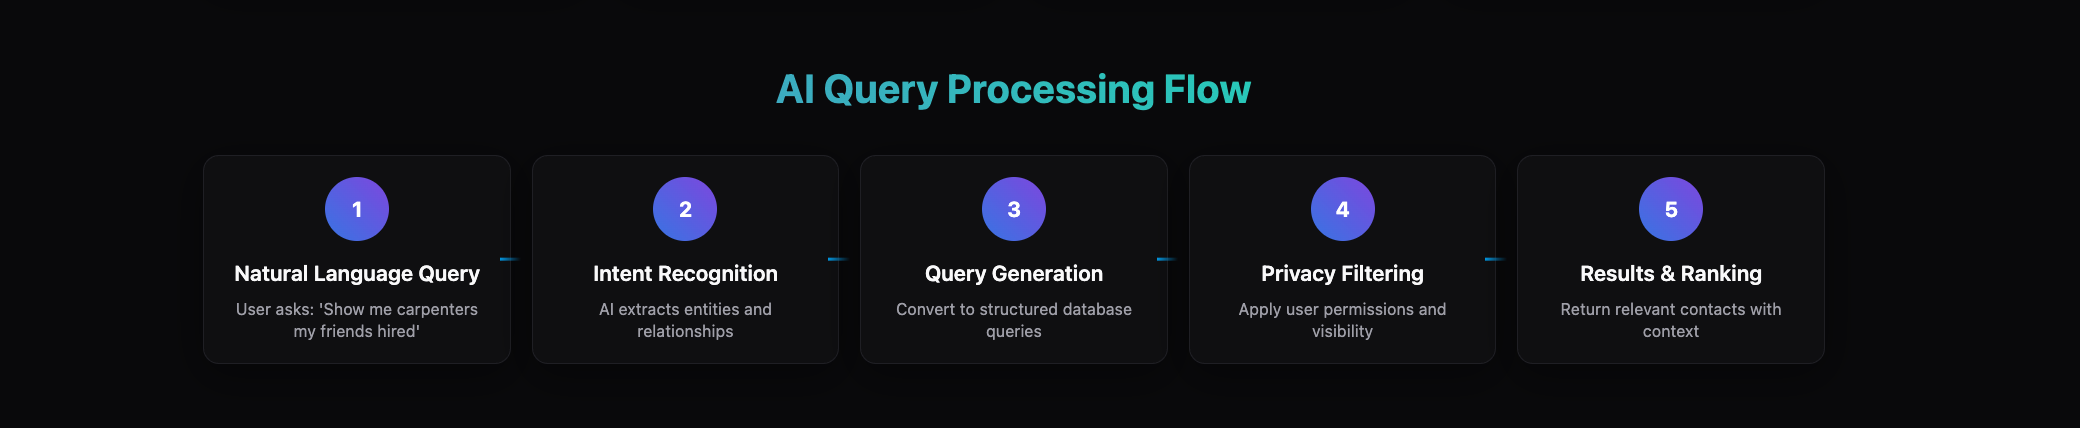 AI Query Processing Flow
1
Natural Language Query
User asks: 'Show me carpenters
my friends hired'
2
Intent Recognition
AI extracts entities and
relationships
3
Query Generation
Convert to structured database
queries
4
Privacy Filtering
Apply user permissions and
visibility
5
Results & Ranking
Return relevant contacts with
context